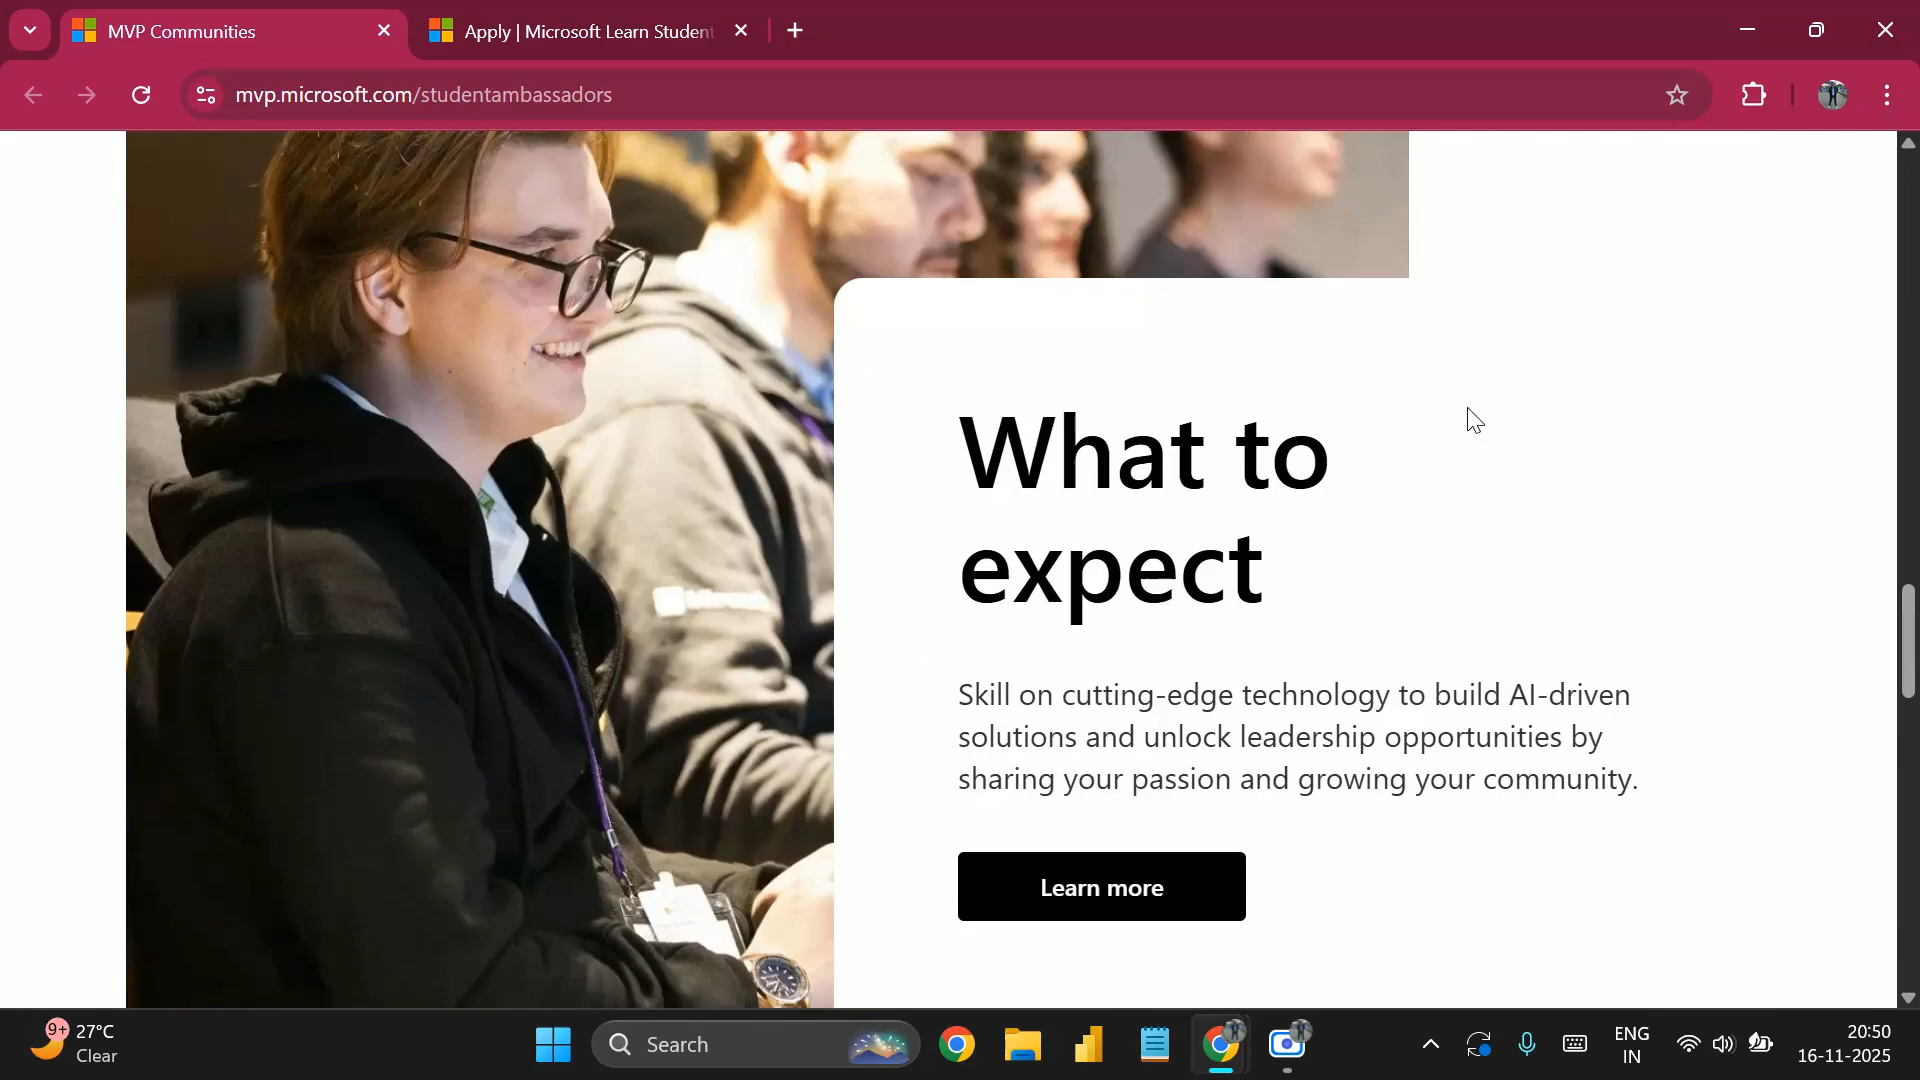 MVP Communities
Apply | Microsoft Learn Student
mvp.microsoft.com/studentambassadors
What to
expect
Skill on cutting-edge technology to build AI-driven
solutions and unlock leadership opportunities by
sharing your passion and growing your community.
Learn more
9+
27°C
Clear
Search
ENG
IN
20:50
16-11-2025